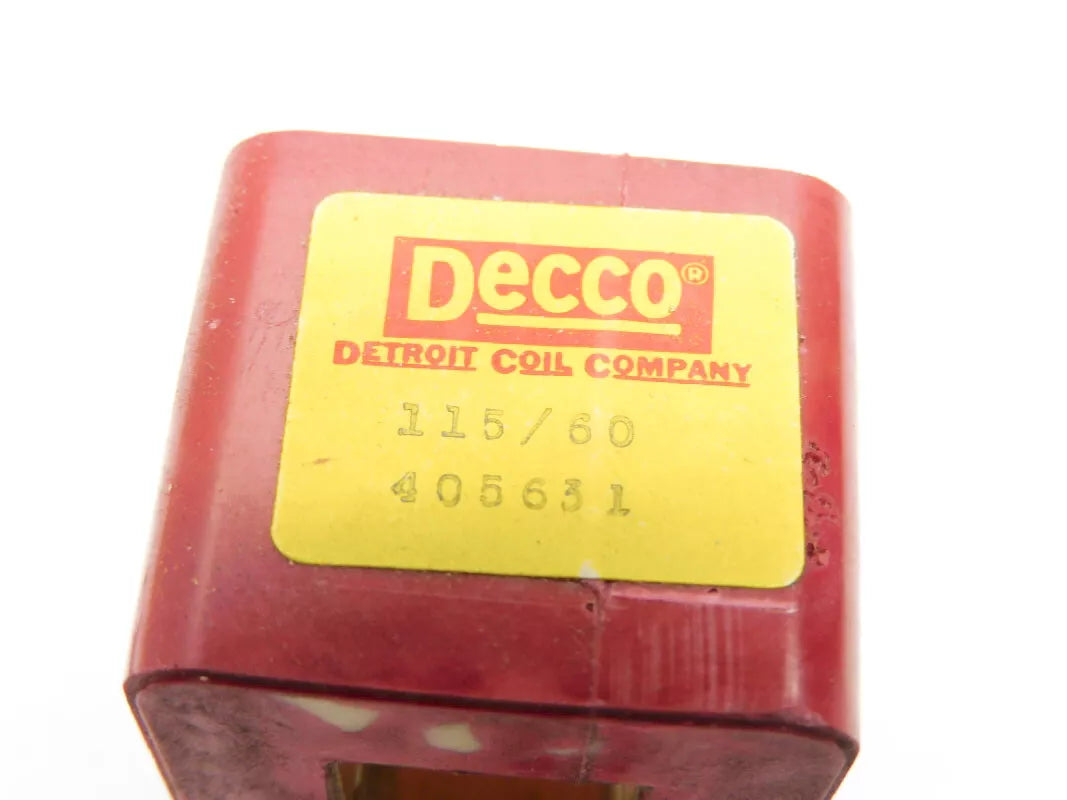 Decco®
DETROIT COIL COMPANY
115/60
405631